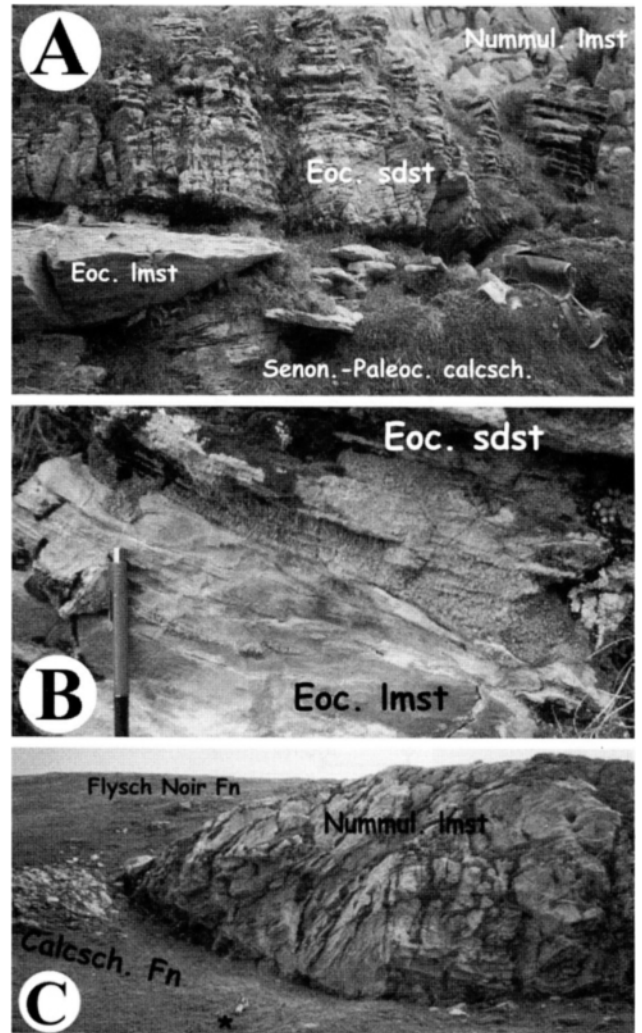 A
Nummul. lmst
Eoc. sdst
Eoc. lmst
Senon.-Paleoc. calcsch.
Eoc. sdst
Eoc. lmst
B
Flysch Noir Fn
Nummul. lmst
Calcsch. Fn
C
*